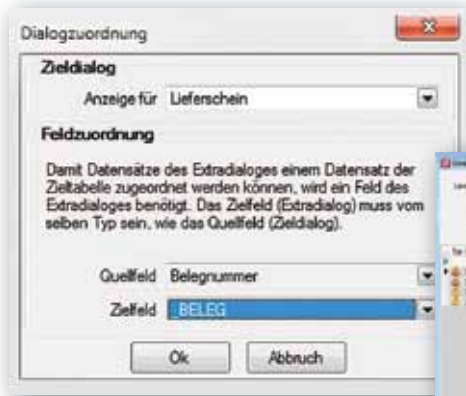 Dialogzuordnung
Zieldialog
Anzeige für Lieferschein
Feldzuordnung
Damit Datensätze des Extradialoges einem Datensatz der
Zieltabelle zugeordnet werden können, wird ein Feld des
Extradialoges benötigt. Das Zielfeld (Extradialog) muss vom
selben Typ sein, wie das Quellfeld (Zieldialog).
Quellfeld Belegnummer
Zielfeld _BELEG
Ok Abbruch